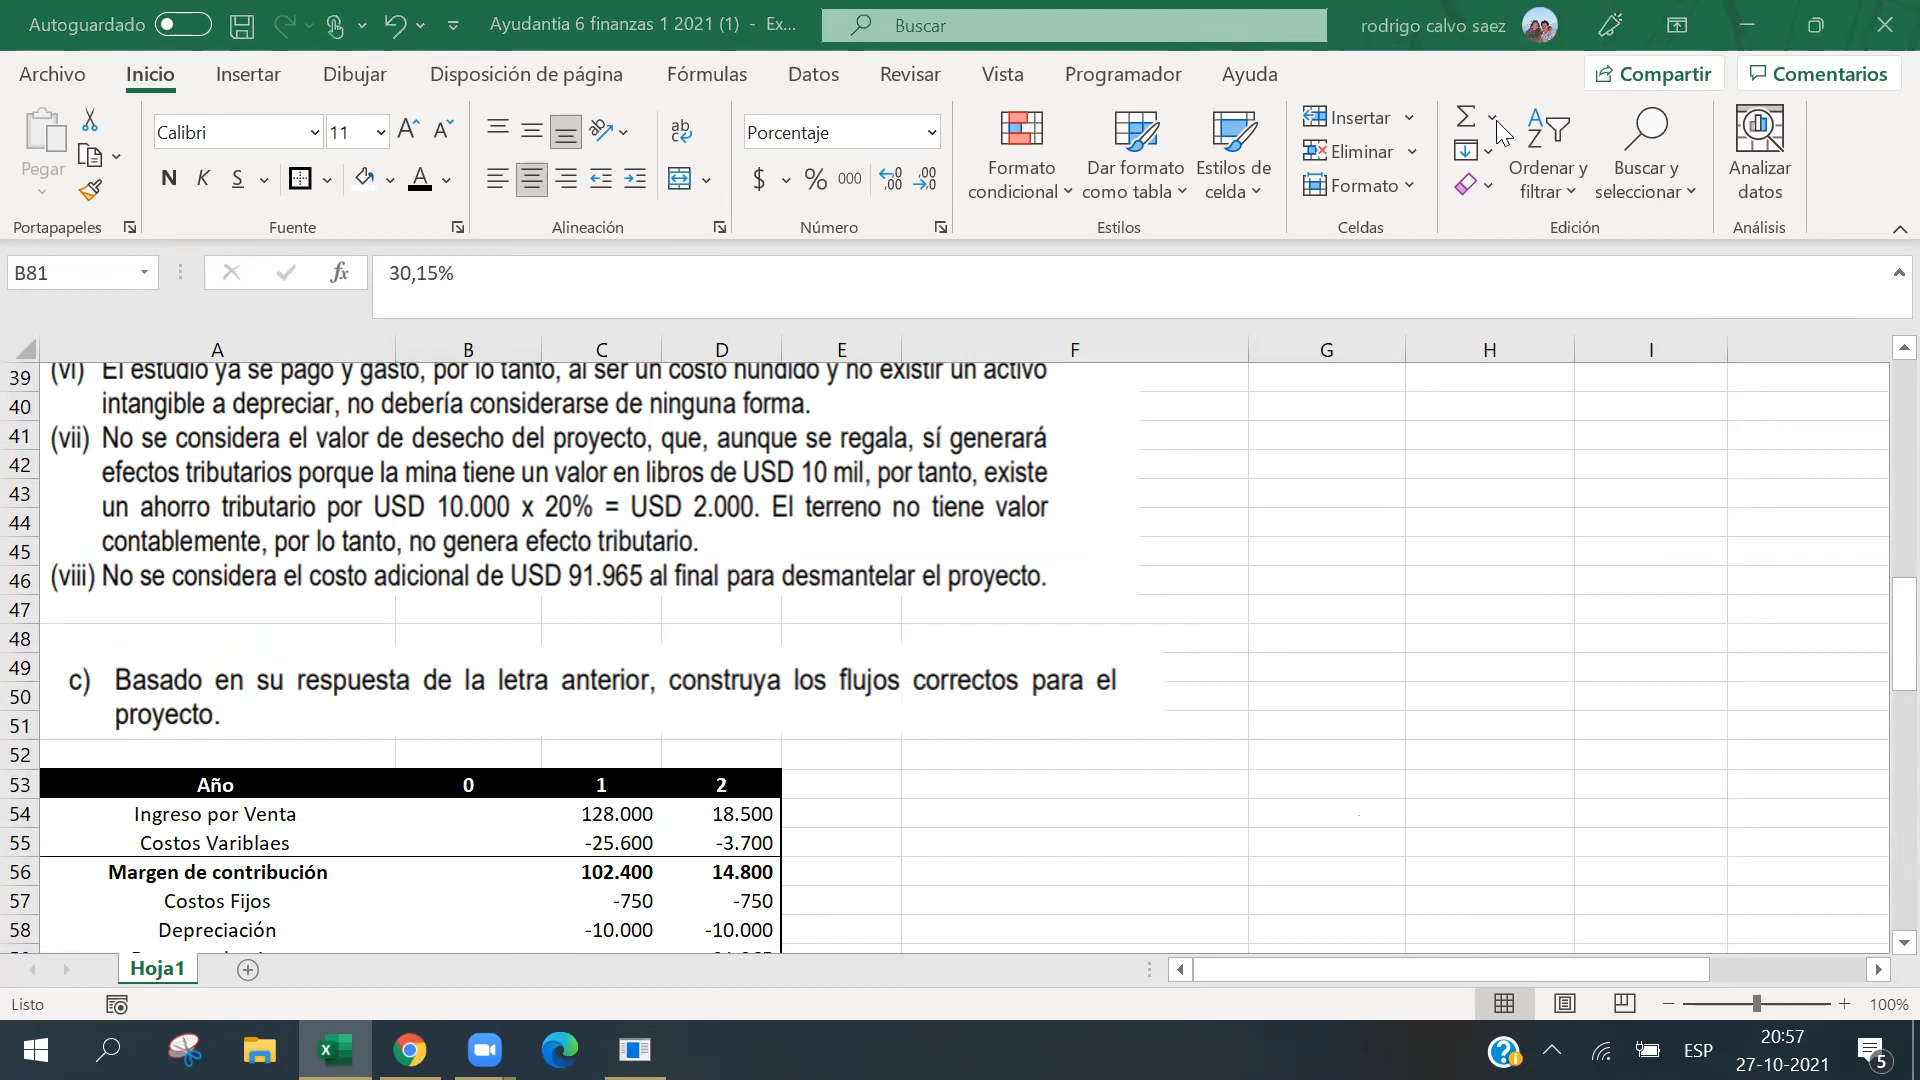 Autoguardado
Ayudantia 6 finanzas 1 2021 (1) - Ex...
Buscar
rodrigo calvo saez
Archivo Inicio Insertar Dibujar Disposición de página Fórmulas Datos Revisar Vista Programador Ayuda
Compartir Comentarios
Pegar
Portapapeles
Calibri 11
N K S
Fuente
ab
Alineación
Porcentaje
$ % 000
Número
Formato condicional
Dar formato como tabla
Estilos de celda
Estilos
Insertar
Eliminar
Formato
Celdas
Ordenar y filtrar
Buscar y seleccionar
Edición
Analizar datos
Análisis
B81 fx 30,15%
A B C D E F G H I
39 (vi) El estudio ya se pagó y gastó, por lo tanto, al ser un costo hundido y no existir un activo
40 intangible a depreciar, no debería considerarse de ninguna forma.
41 (vii) No se considera el valor de desecho del proyecto, que, aunque se regala, sí generará
42 efectos tributarios porque la mina tiene un valor en libros de USD 10 mil, por tanto, existe
43
44 un ahorro tributario por USD 10.000 x 20% = USD 2.000. El terreno no tiene valor
45 contablemente, por lo tanto, no genera efecto tributario.
46 (viii) No se considera el costo adicional de USD 91.965 al final para desmantelar el proyecto.
47
48
49 c) Basado en su respuesta de la letra anterior, construya los flujos correctos para el
50
51 proyecto.
52
53 Año 0 1 2
54 Ingreso por Venta 128.000 18.500
55 Costos Variblaes -25.600 -3.700
56 Margen de contribución 102.400 14.800
57 Costos Fijos -750 -750
58 Depreciación -10.000 -10.000
Hoja1
Listo
100%
ESP
20:57
27-10-2021
5